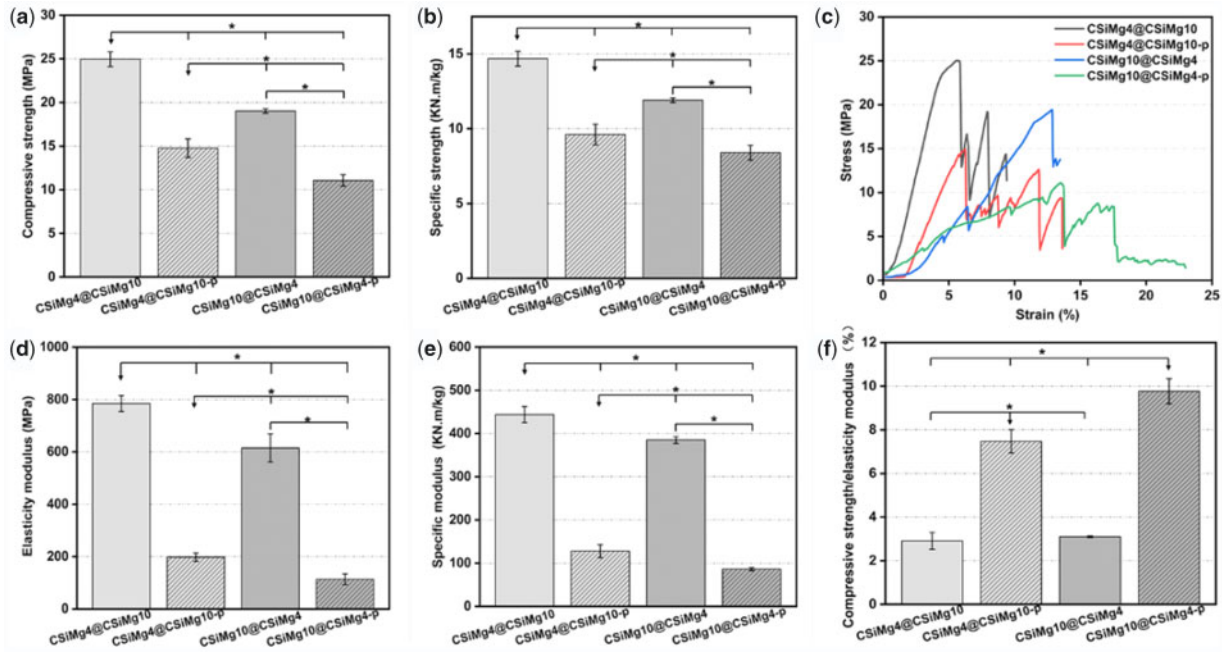 (a)
Compressive strength (MPa)
30
25
20
15
10
5
0
*
*
*
CSiMg4@CSiMg10
CSiMg4@CSiMg10-p
CSiMg10@CSiMg4
CSiMg10@CSiMg4-p
(b)
Specific strength (KN.m/kg)
15
10
5
0
*
*
*
CSiMg4@CSiMg10
CSiMg4@CSiMg10-p
CSiMg10@CSiMg4
CSiMg10@CSiMg4-p
(c)
Stress (MPa)
30
25
20
15
10
5
0
CSiMg4@CSiMg10
CSiMg4@CSiMg10-p
CSiMg10@CSiMg4
CSiMg10@CSiMg4-p
0 5 10 15 20 25
Strain (%)
(d)
Elasticity modulus (MPa)
1000
800
600
400
200
0
*
*
*
CSiMg4@CSiMg10
CSiMg4@CSiMg10-p
CSiMg10@CSiMg4
CSiMg10@CSiMg4-p
(e)
Specific modulus (KN.m/kg)
600
500
400
300
200
100
0
*
*
*
CSiMg4@CSiMg10
CSiMg4@CSiMg10-p
CSiMg10@CSiMg4
CSiMg10@CSiMg4-p
(f)
Compressive strength/elasticity modulus (%)
12
10
8
6
4
2
0
*
*
CSiMg4@CSiMg10
CSiMg4@CSiMg10-p
CSiMg10@CSiMg4
CSiMg10@CSiMg4-p